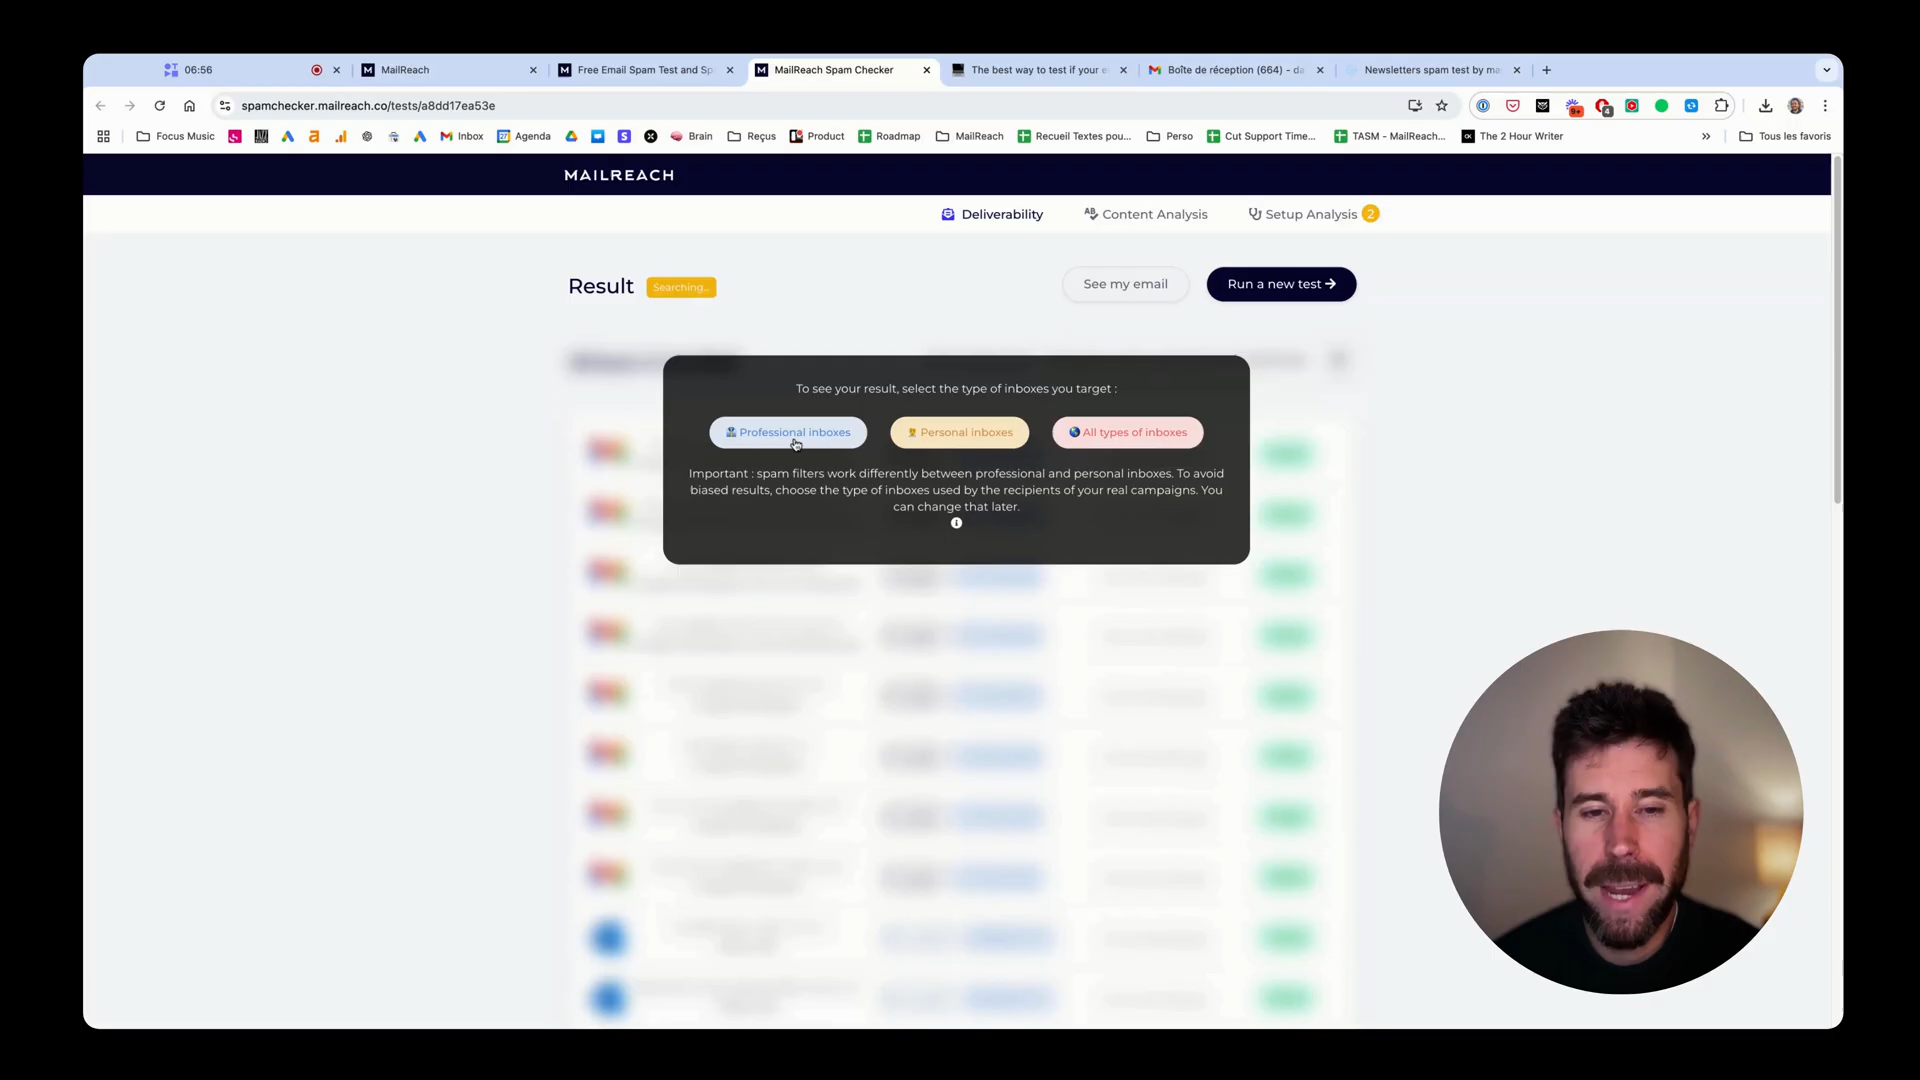 06:56
MailReach
Free Email Spam Test and Sp
MailReach Spam Checker
The best way to test if your e
Boîte de réception (664) - da
Newsletters spam test by ma
spamchecker.mailreach.co/tests/a8dd17ea53e
9+
4
Focus Music
Inbox
Agenda
Brain
Reçus
Product
Roadmap
MailReach
Recueil Textes pou...
Perso
Cut Support Time...
TASM - MailReach...
The 2 Hour Writer
Tous les favoris
MAILREACH
Deliverability
Content Analysis
Setup Analysis 2
Result
Searching..
See my email
Run a new test
To see your result, select the type of inboxes you target :
Professional inboxes
Personal inboxes
All types of inboxes
Important : spam filters work differently between professional and personal inboxes. To avoid
biased results, choose the type of inboxes used by the recipients of your real campaigns. You
can change that later.